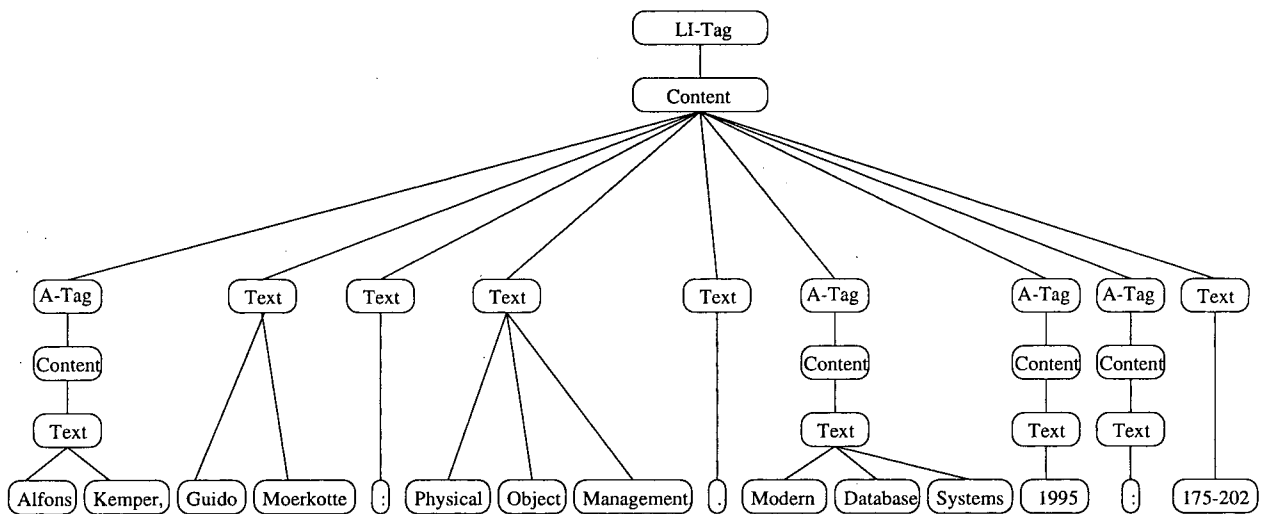 LI-Tag
Content
A-Tag Text Text Text Text A-Tag A-Tag A-Tag Text
Content Content Content Content
Text Text Text Text
Alfons Kemper, Guido Moerkotte : Physical Object Management . Modern Database Systems 1995 : 175-202